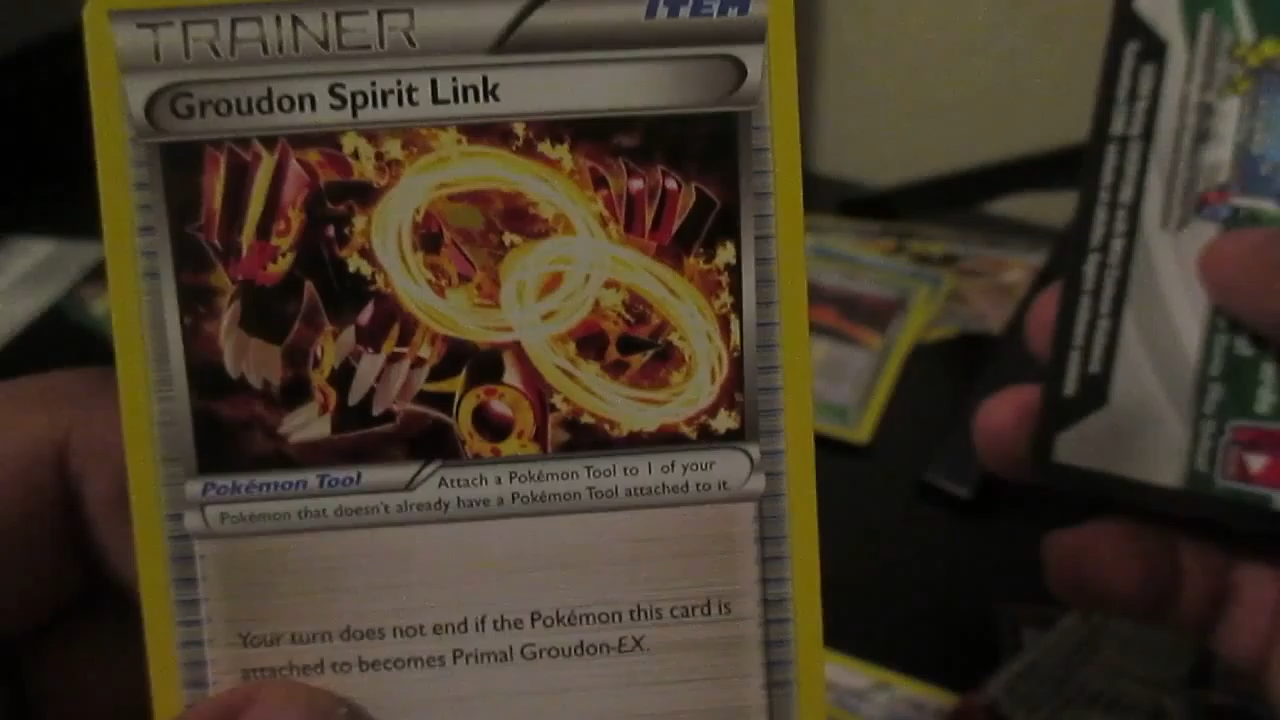 TRAINER
ITEM
Groudon Spirit Link
Pokémon Tool
Attach a Pokémon Tool to 1 of your
Pokémon that doesn't already have a Pokémon Tool attached to it.
Your turn does not end if the Pokémon this card is
attached to becomes Primal Groudon-EX.